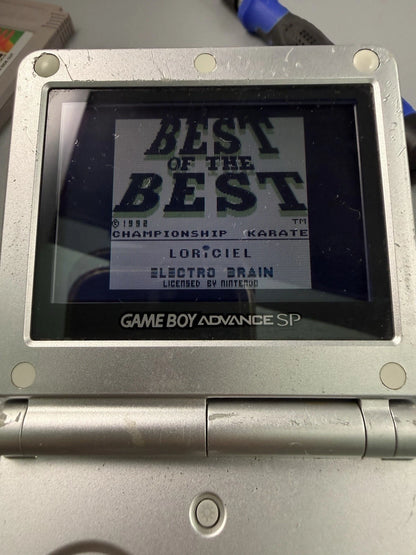 BEST
OF THE
BEST
TM
©1992
CHAMPIONSHIP KARATE
LORICIEL
ELECTRO BRAIN
LICENSED BY NINTENDO
GAME BOY ADVANCE SP